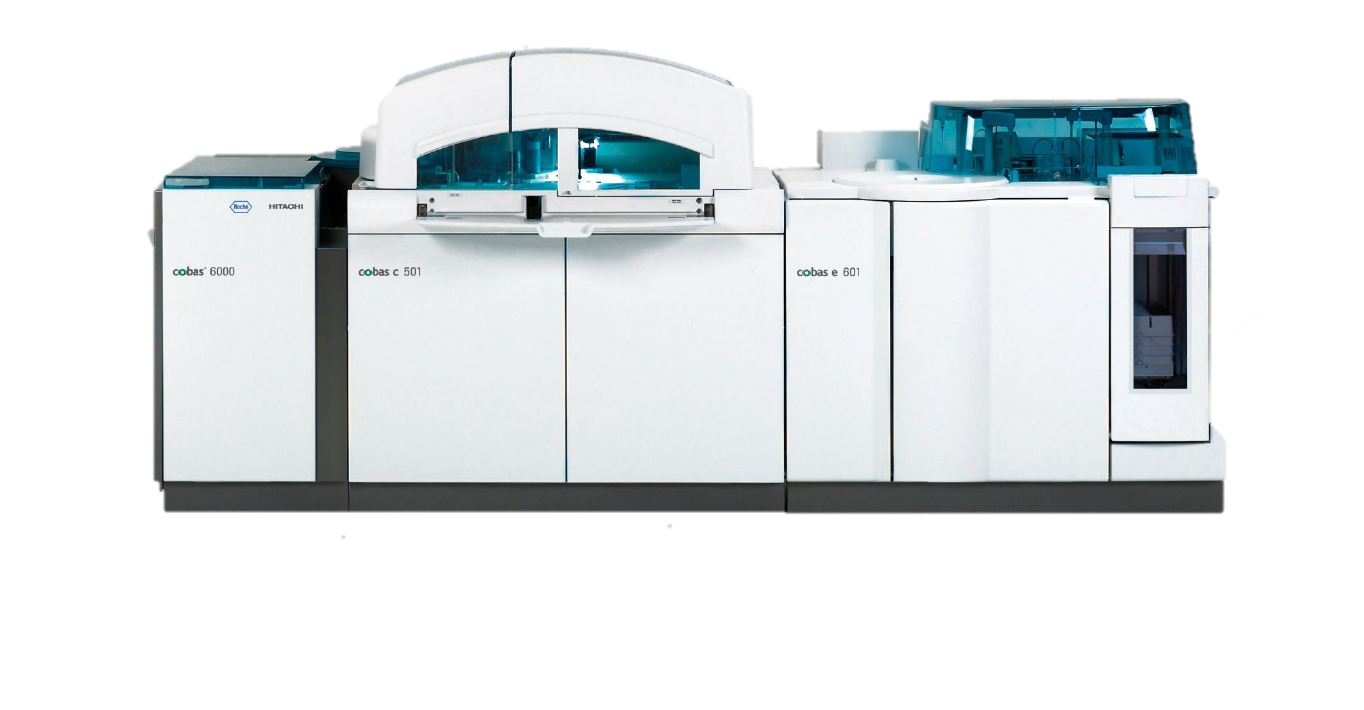 Roche HITACHI
cobas® 6000
cobas c 501
cobas e 601